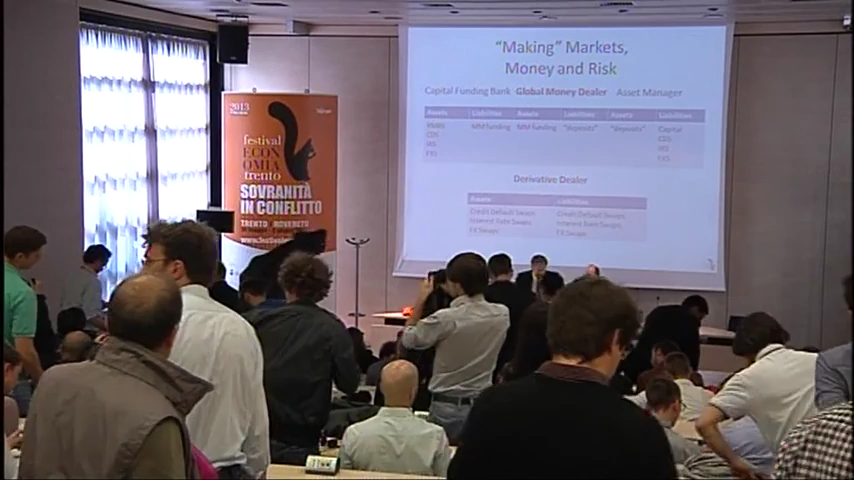 2013
festival
ECON
OMIA
trento
SOVRANITÀ
IN CONFLITTO
TRENTO ROVERETO
"Making" Markets,
Money and Risk
Capital Funding Bank Global Money Dealer Asset Manager
Assets Liabilities Assets Liabilities Assets Liabilities
RMBS MM funding MM funding "deposits" "deposits" Capital
CDS CDS
IRS IRS
FXS FXS
Derivative Dealer
Assets Liabilities
Credit Default Swaps Credit Default Swaps
Interest Rate Swaps Interest Rate Swaps
FX Swaps FX Swaps